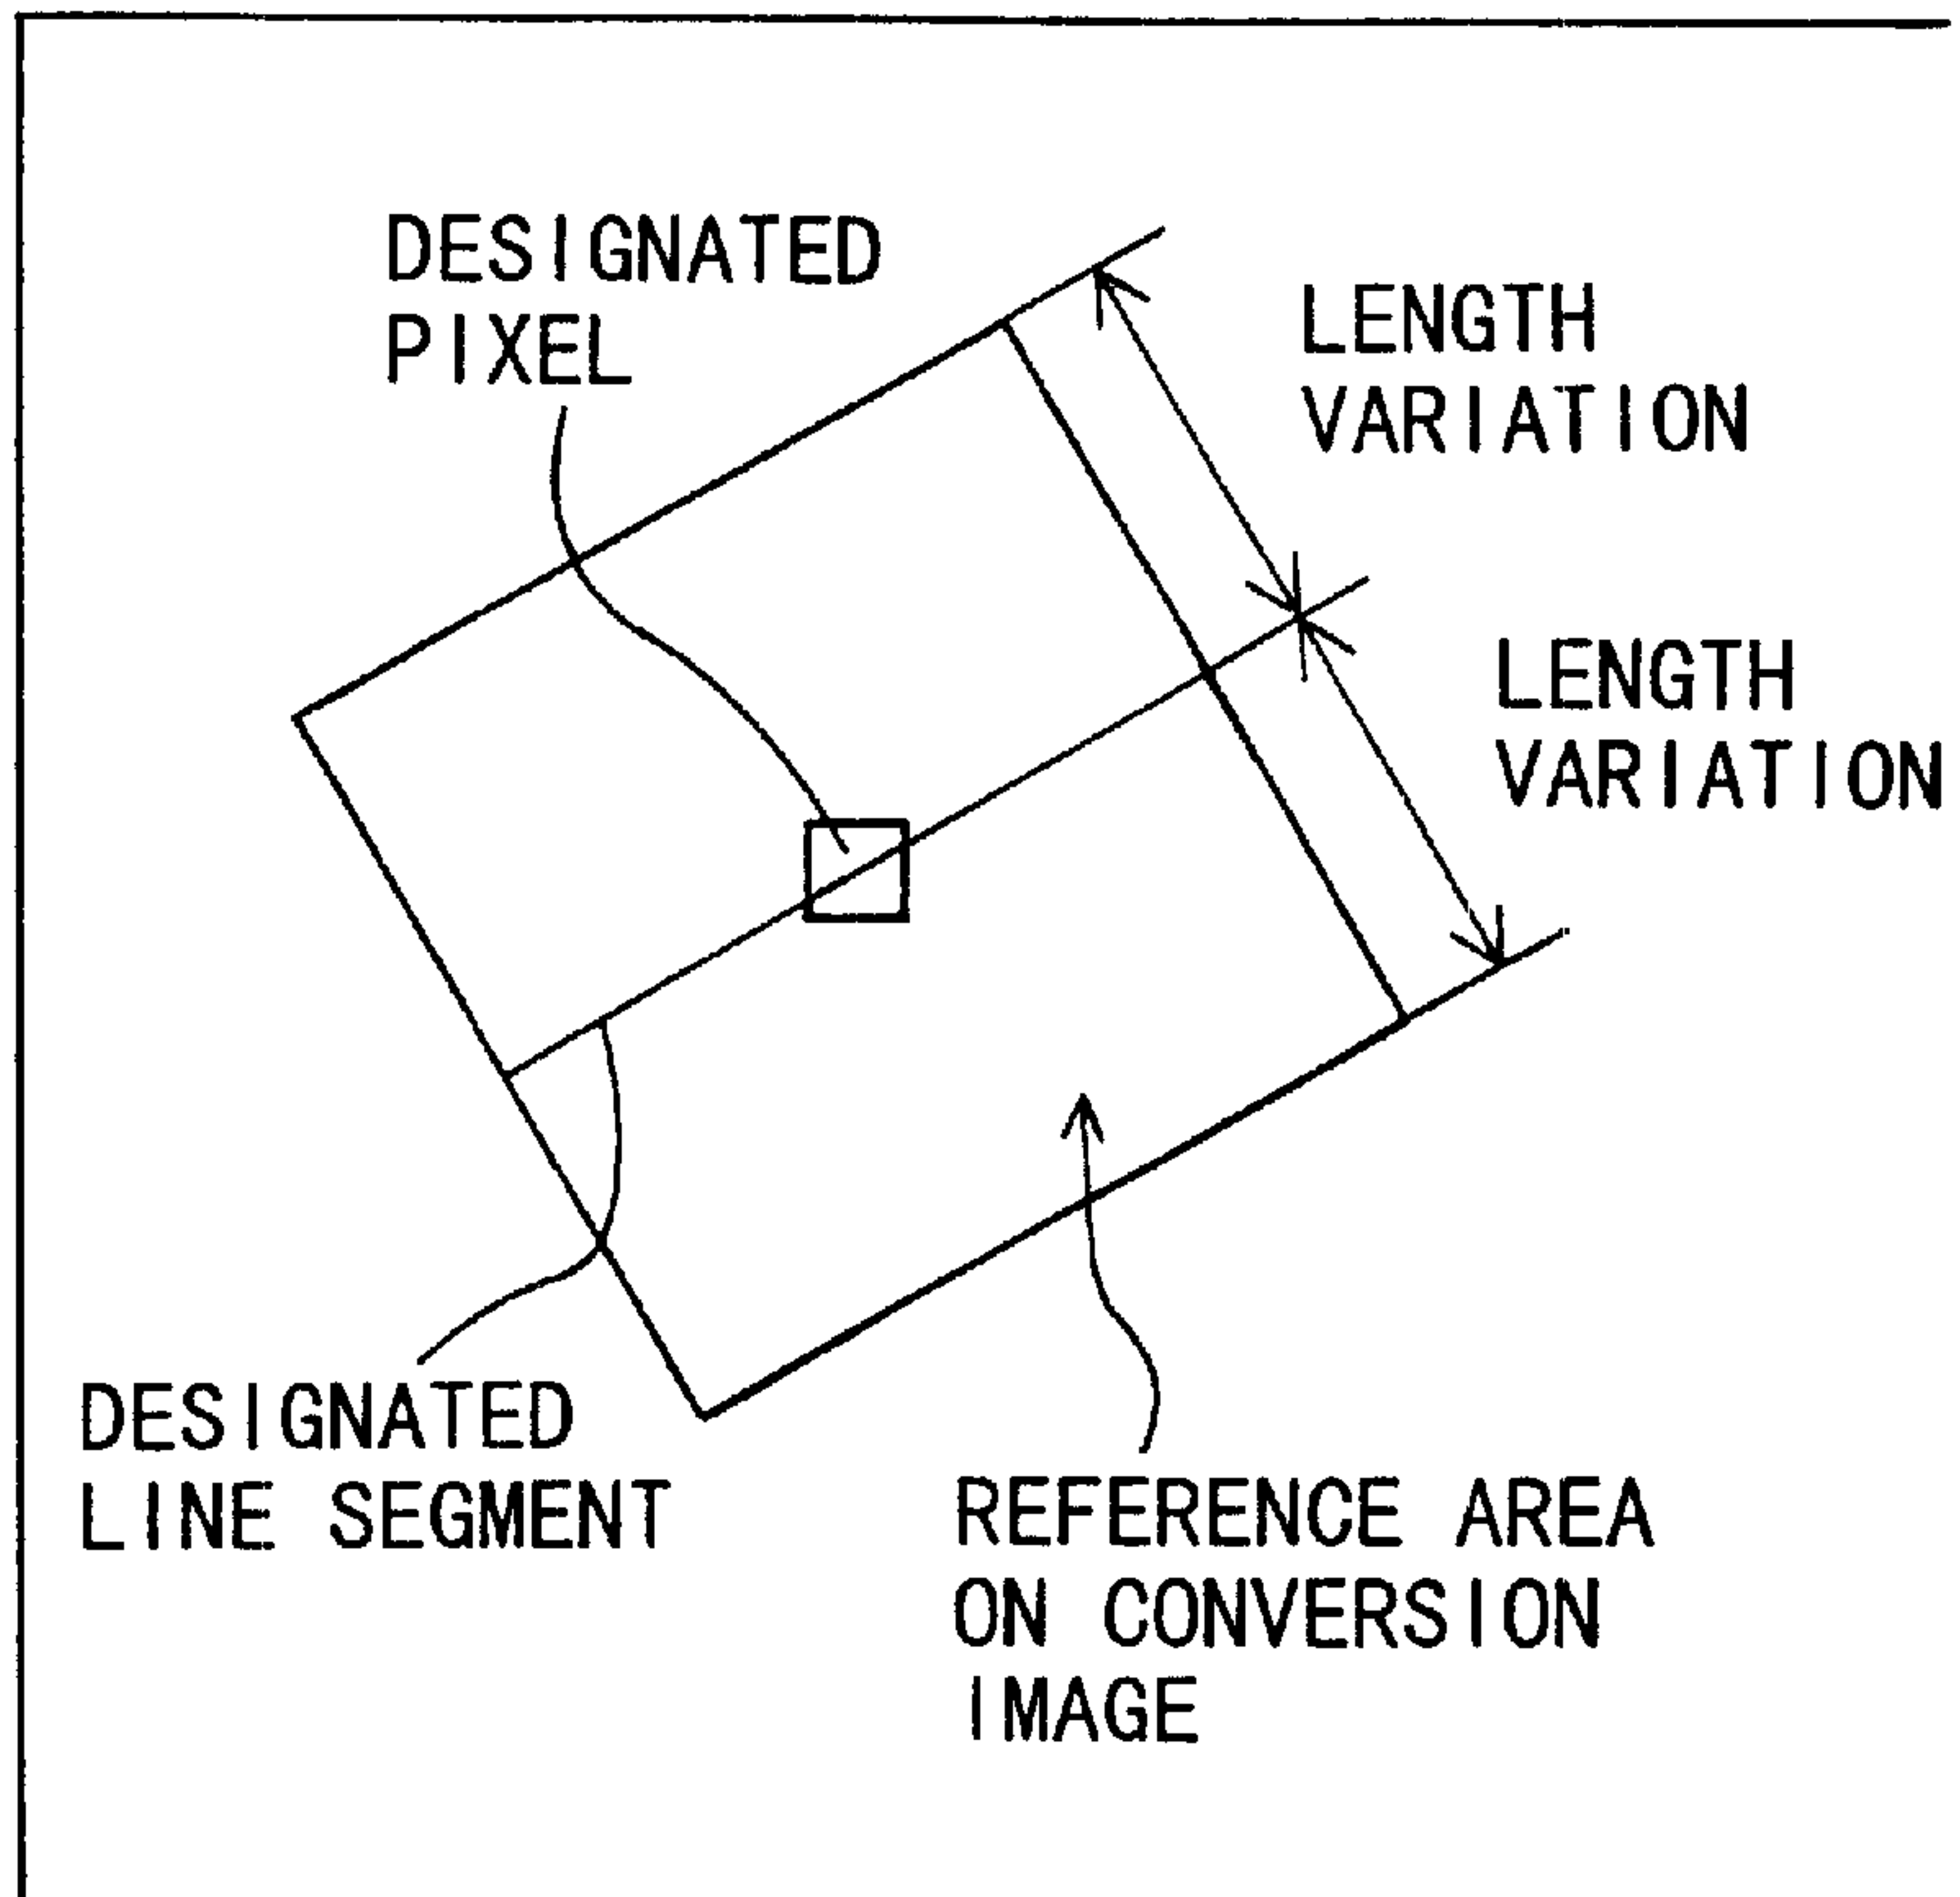 DESIGNATED
PIXEL
LENGTH
VARIATION
LENGTH
VARIATION
DESIGNATED
LINE SEGMENT
REFERENCE AREA
ON CONVERSION
IMAGE